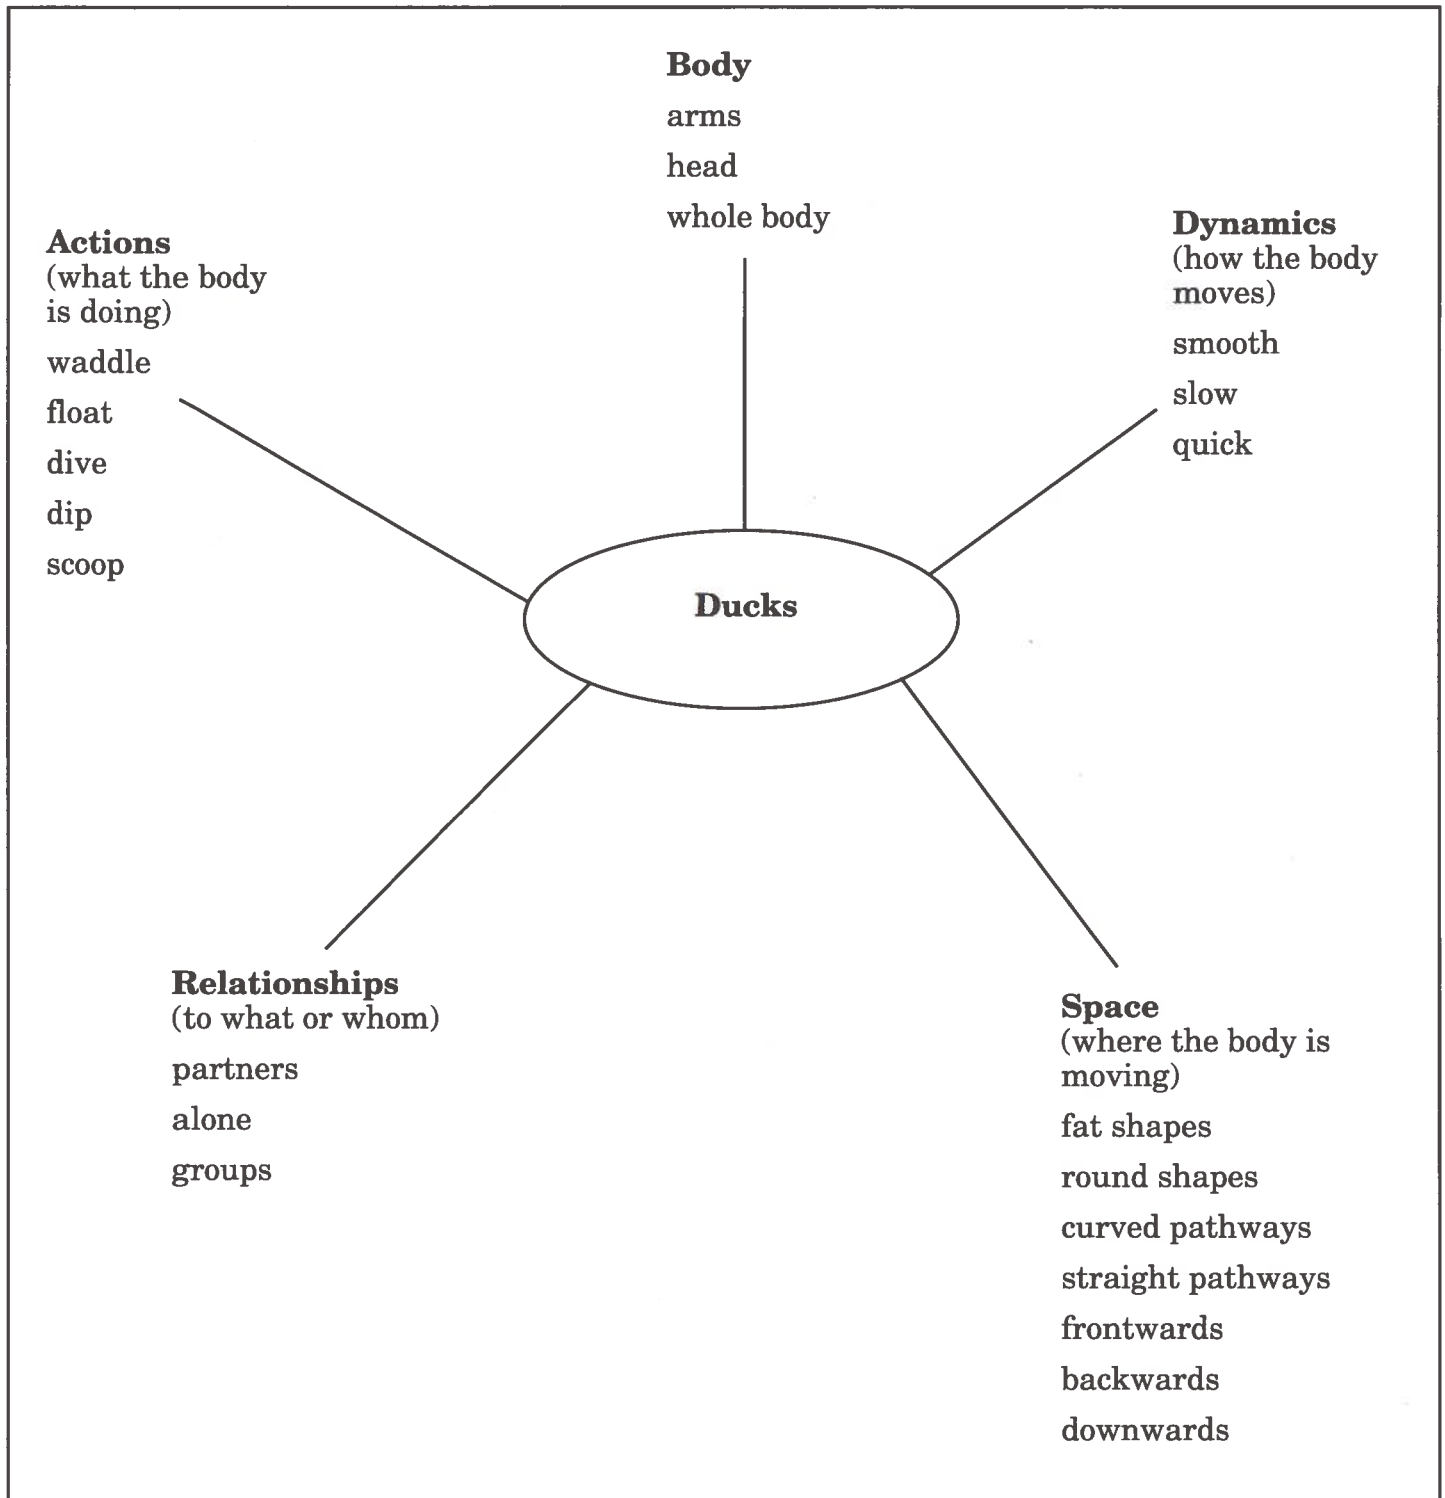 Body
arms
head
whole body
Actions
(what the body
is doing)
waddle
float
dive
dip
scoop
Dynamics
(how the body
moves)
smooth
slow
quick
Ducks
Relationships
(to what or whom)
partners
alone
groups
Space
(where the body is
moving)
fat shapes
round shapes
curved pathways
straight pathways
frontwards
backwards
downwards